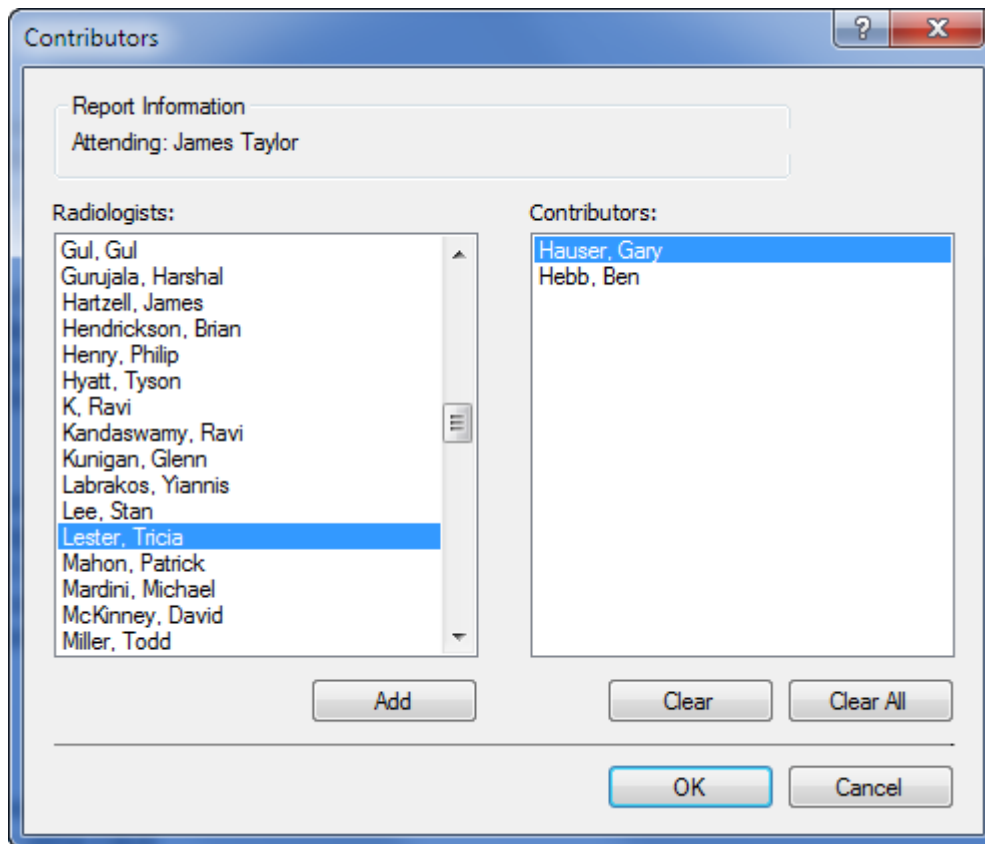 Contributors
Report Information
Attending: James Taylor
Radiologists:
Gul, Gul
Gurujala, Harshal
Hartzell, James
Hendrickson, Brian
Henry, Philip
Hyatt, Tyson
K, Ravi
Kandaswamy, Ravi
Kunigan, Glenn
Labrakos, Yiannis
Lee, Stan
Lester, Tricia
Mahon, Patrick
Mardini, Michael
McKinney, David
Miller, Todd
Add
Contributors:
Hauser, Gary
Hebb, Ben
Clear
Clear All
OK
Cancel